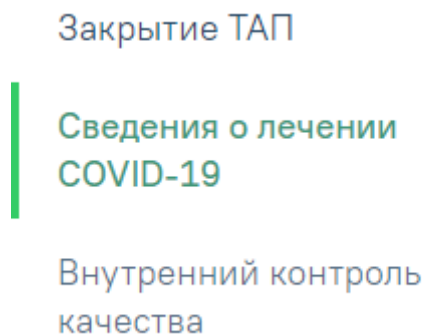 Закрытие ТАП
Сведения о лечении
COVID-19
Внутренний контроль
качества